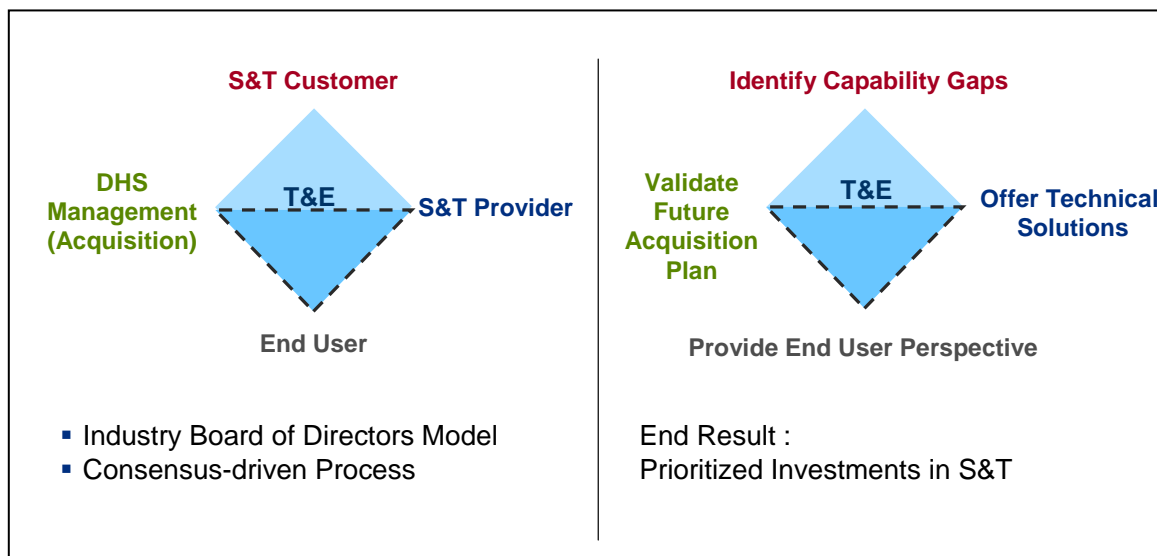 S&T Customer
DHS
Management
(Acquisition)
T&E
S&T Provider
End User
▪ Industry Board of Directors Model
▪ Consensus-driven Process
Identify Capability Gaps
Validate
Future
Acquisition
Plan
T&E
Offer Technical
Solutions
Provide End User Perspective
End Result :
Prioritized Investments in S&T